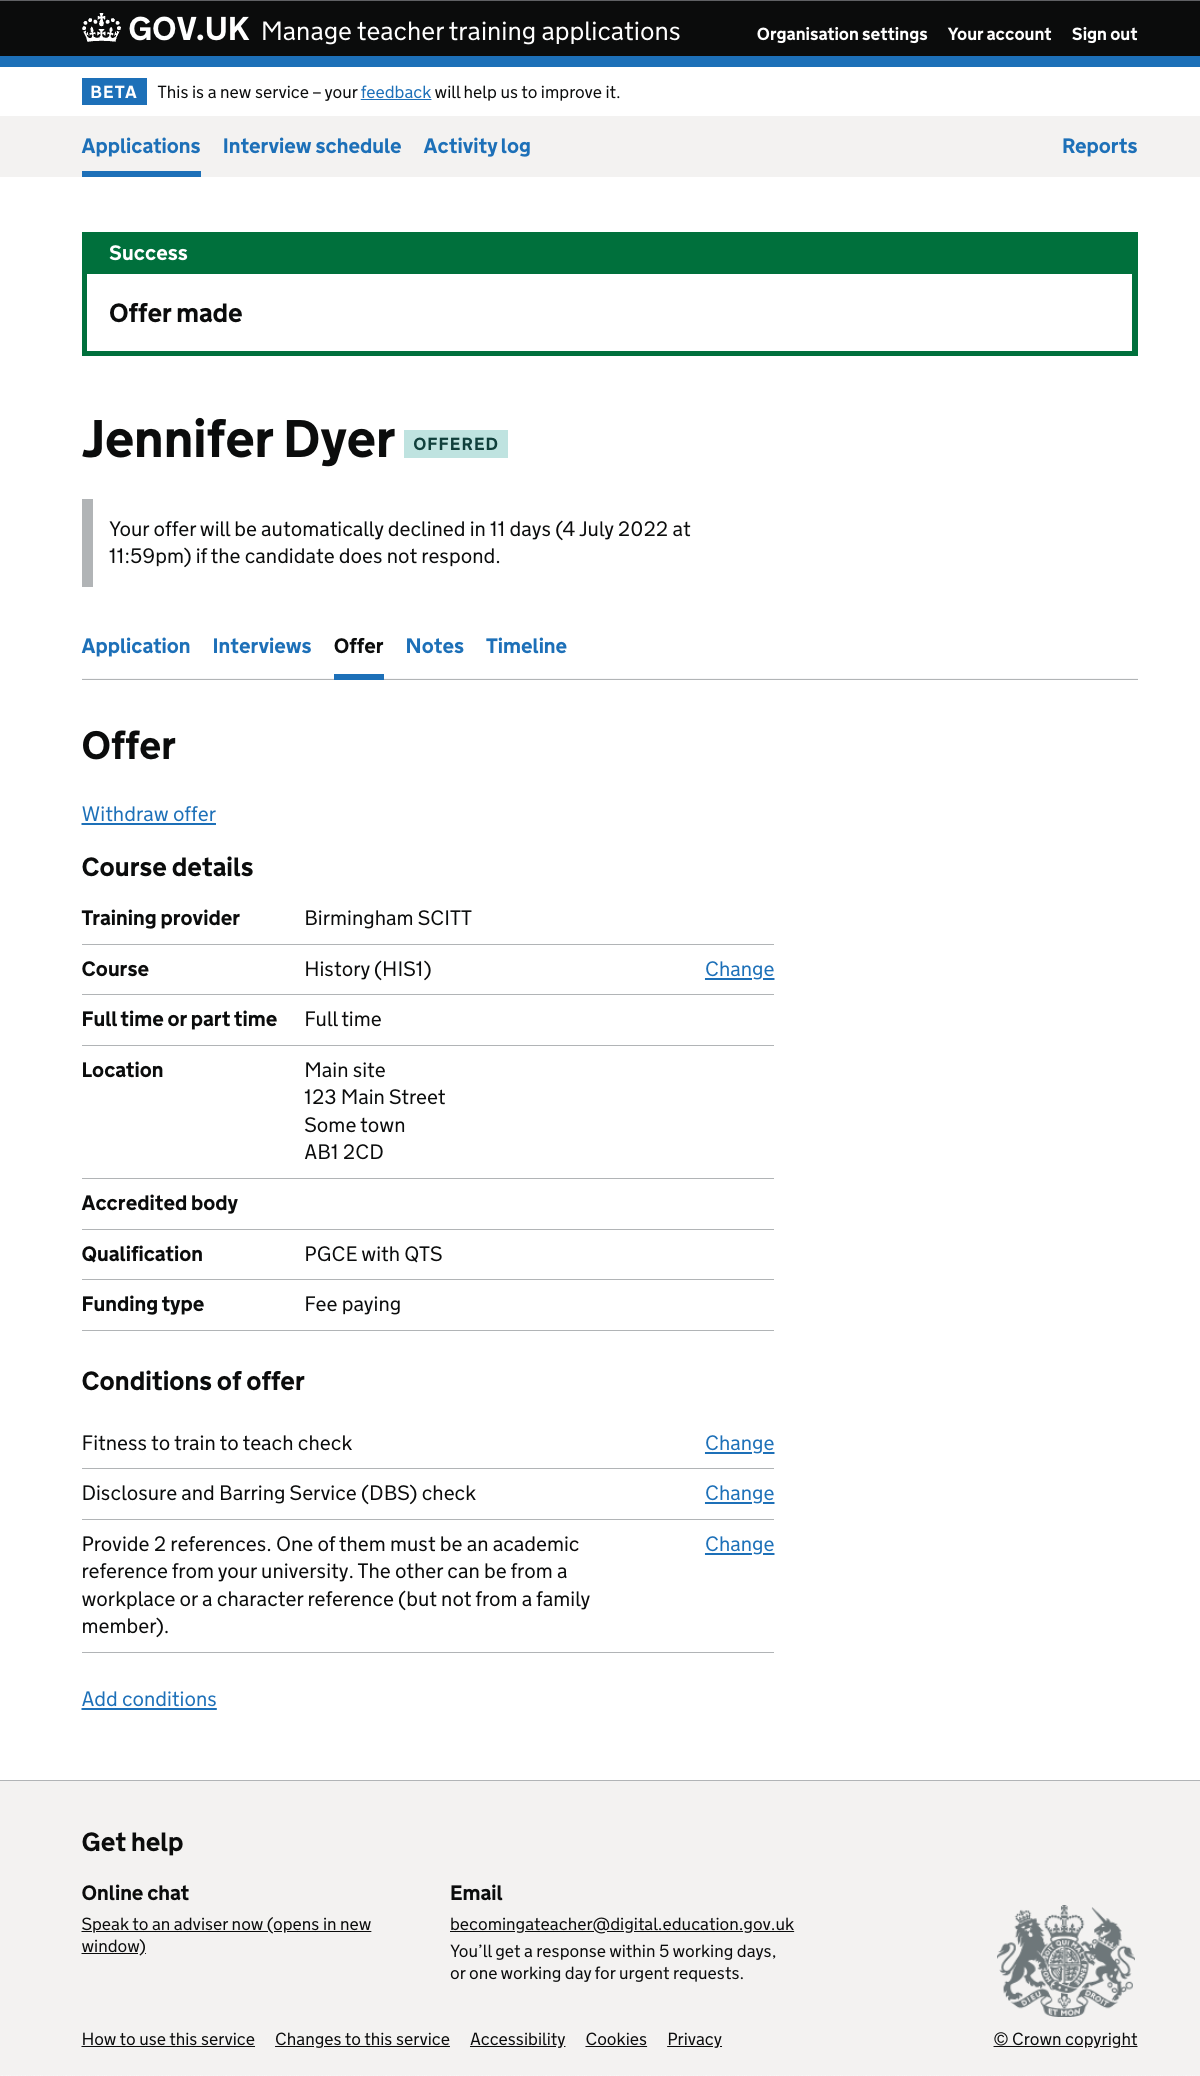 GOV.UK Manage teacher training applications Organisation settings Your account Sign out
BETA This is a new service – your feedback will help us to improve it.
Applications Interview schedule Activity log Reports
Success
Offer made
Jennifer Dyer OFFERED
Your offer will be automatically declined in 11 days (4 July 2022 at
11:59pm) if the candidate does not respond.
Application Interviews Offer Notes Timeline
Offer
Withdraw offer
Course details
Training provider Birmingham SCITT
Course History (HIS1) Change
Full time or part time Full time
Location Main site
123 Main Street
Some town
AB1 2CD
Accredited body
Qualification PGCE with QTS
Funding type Fee paying
Conditions of offer
Fitness to train to teach check Change
Disclosure and Barring Service (DBS) check Change
Provide 2 references. One of them must be an academic Change
reference from your university. The other can be from a
workplace or a character reference (but not from a family
member).
Add conditions
Get help
Online chat
Speak to an adviser now (opens in new
window)
Email
becomingateacher@digital.education.gov.uk
You’ll get a response within 5 working days,
or one working day for urgent requests.
How to use this service Changes to this service Accessibility Cookies Privacy
© Crown copyright